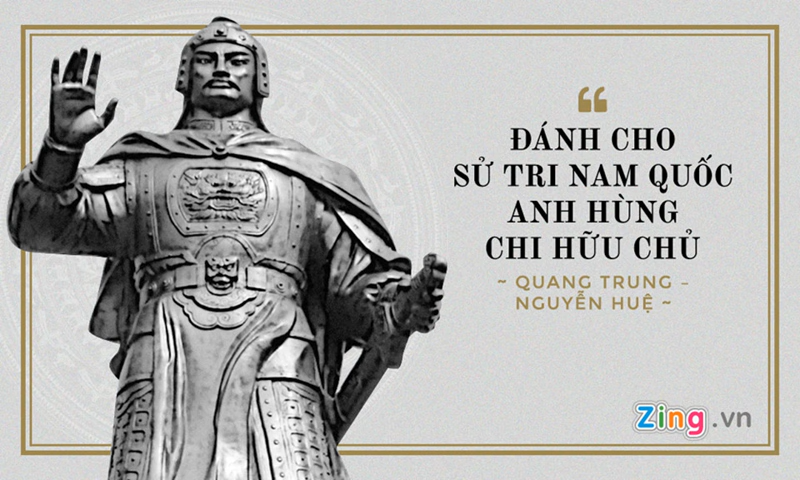 “
ĐÁNH CHO
SỬ TRI NAM QUỐC
ANH HÙNG
CHI HỮU CHỦ
~ QUANG TRUNG –
NGUYỄN HUỆ ~
Zing.vn